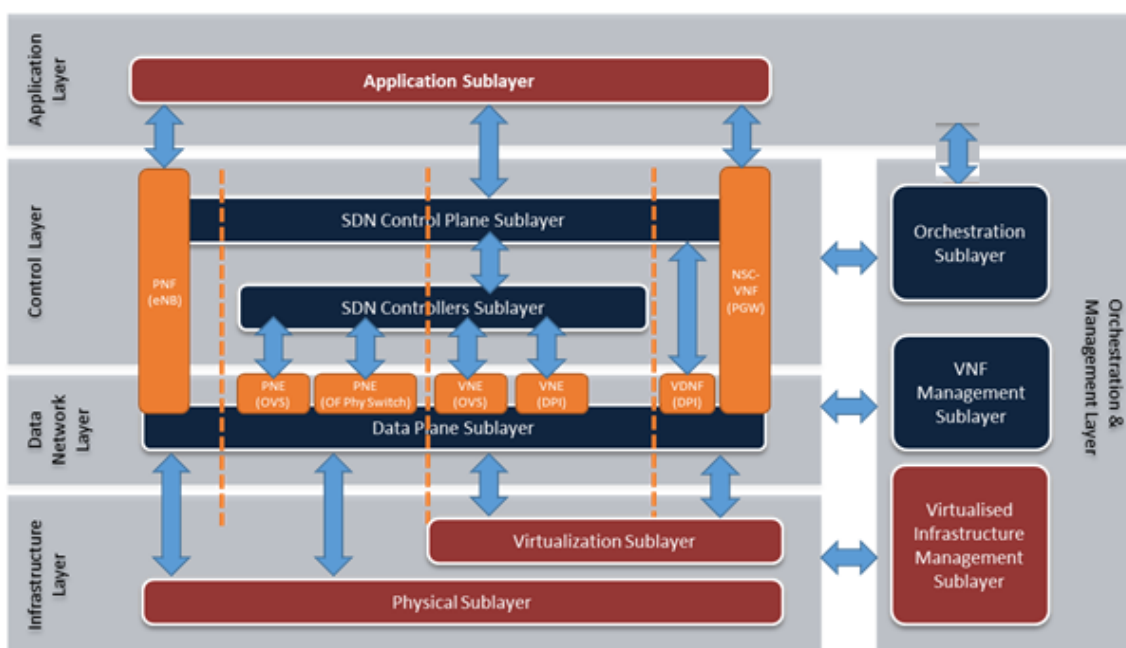 Application
Layer
Application Sublayer
Control Layer
PNF
(eNB)
SDN Control Plane Sublayer
SDN Controllers Sublayer
NSC-
VNF
(PGW)
Orchestration
Sublayer
Orchestration &
Management Layer
Data
Network
Layer
PNE
(OVS)
PNE
(OF Phy Switch)
VNE
(OVS)
VNE
(DPI)
VDNF
(DPI)
Data Plane Sublayer
VNF
Management
Sublayer
Infrastructure
Layer
Virtualization Sublayer
Physical Sublayer
Virtualised
Infrastructure
Management
Sublayer